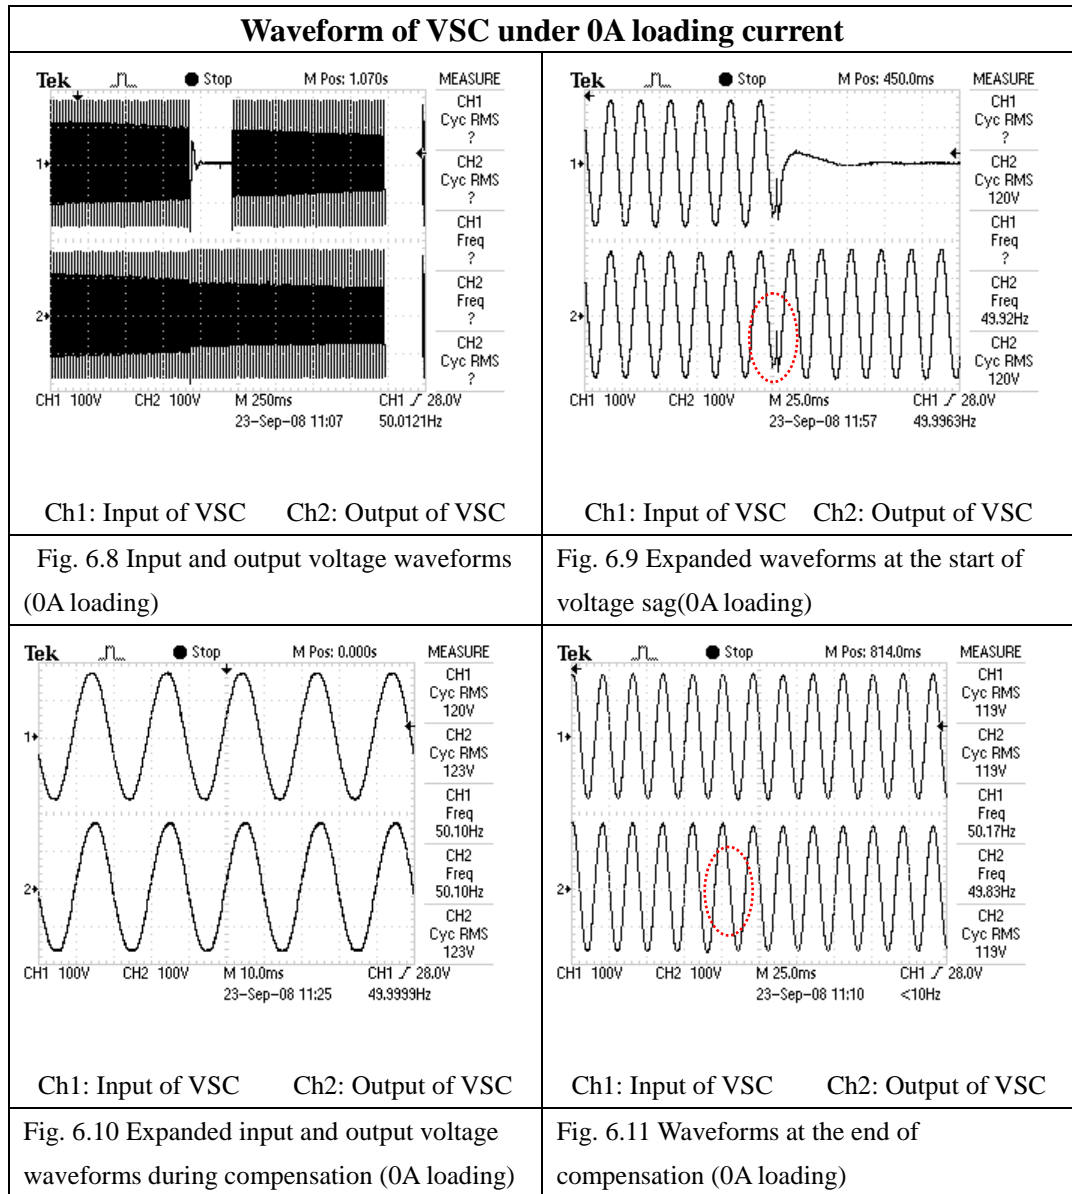 Waveform of VSC under 0A loading current
Tek Stop M Pos: 1.070s MEASURE
CH1
Cyc RMS
?
1
CH2
Cyc RMS
?
CH1
Freq
?
CH2
Freq
?
2
CH2
Cyc RMS
?
CH1 100V CH2 100V M 250ms CH1 28.0V
23-Sep-08 11:07 50.0121Hz
Ch1: Input of VSC Ch2: Output of VSC
Fig. 6.8 Input and output voltage waveforms
(0A loading)
Tek Stop M Pos: 450.0ms MEASURE
CH1
Cyc RMS
?
1
CH2
Cyc RMS
120V
CH1
Freq
?
CH2
Freq
49.92Hz
2
CH2
Cyc RMS
120V
CH1 100V CH2 100V M 25.0ms CH1 28.0V
23-Sep-08 11:57 49.9963Hz
Ch1: Input of VSC Ch2: Output of VSC
Fig. 6.9 Expanded waveforms at the start of
voltage sag(0A loading)
Tek Stop M Pos: 0.000s MEASURE
CH1
Cyc RMS
120V
1
CH2
Cyc RMS
123V
CH1
Freq
50.10Hz
CH2
Freq
50.10Hz
2
CH2
Cyc RMS
123V
CH1 100V CH2 100V M 10.0ms CH1 28.0V
23-Sep-08 11:25 49.9999Hz
Ch1: Input of VSC Ch2: Output of VSC
Fig. 6.10 Expanded input and output voltage
waveforms during compensation (0A loading)
Tek Stop M Pos: 814.0ms MEASURE
CH1
Cyc RMS
119V
1
CH2
Cyc RMS
119V
CH1
Freq
50.17Hz
CH2
Freq
49.83Hz
2
CH2
Cyc RMS
119V
CH1 100V CH2 100V M 25.0ms CH1 28.0V
23-Sep-08 11:10 <10Hz
Ch1: Input of VSC Ch2: Output of VSC
Fig. 6.11 Waveforms at the end of
compensation (0A loading)